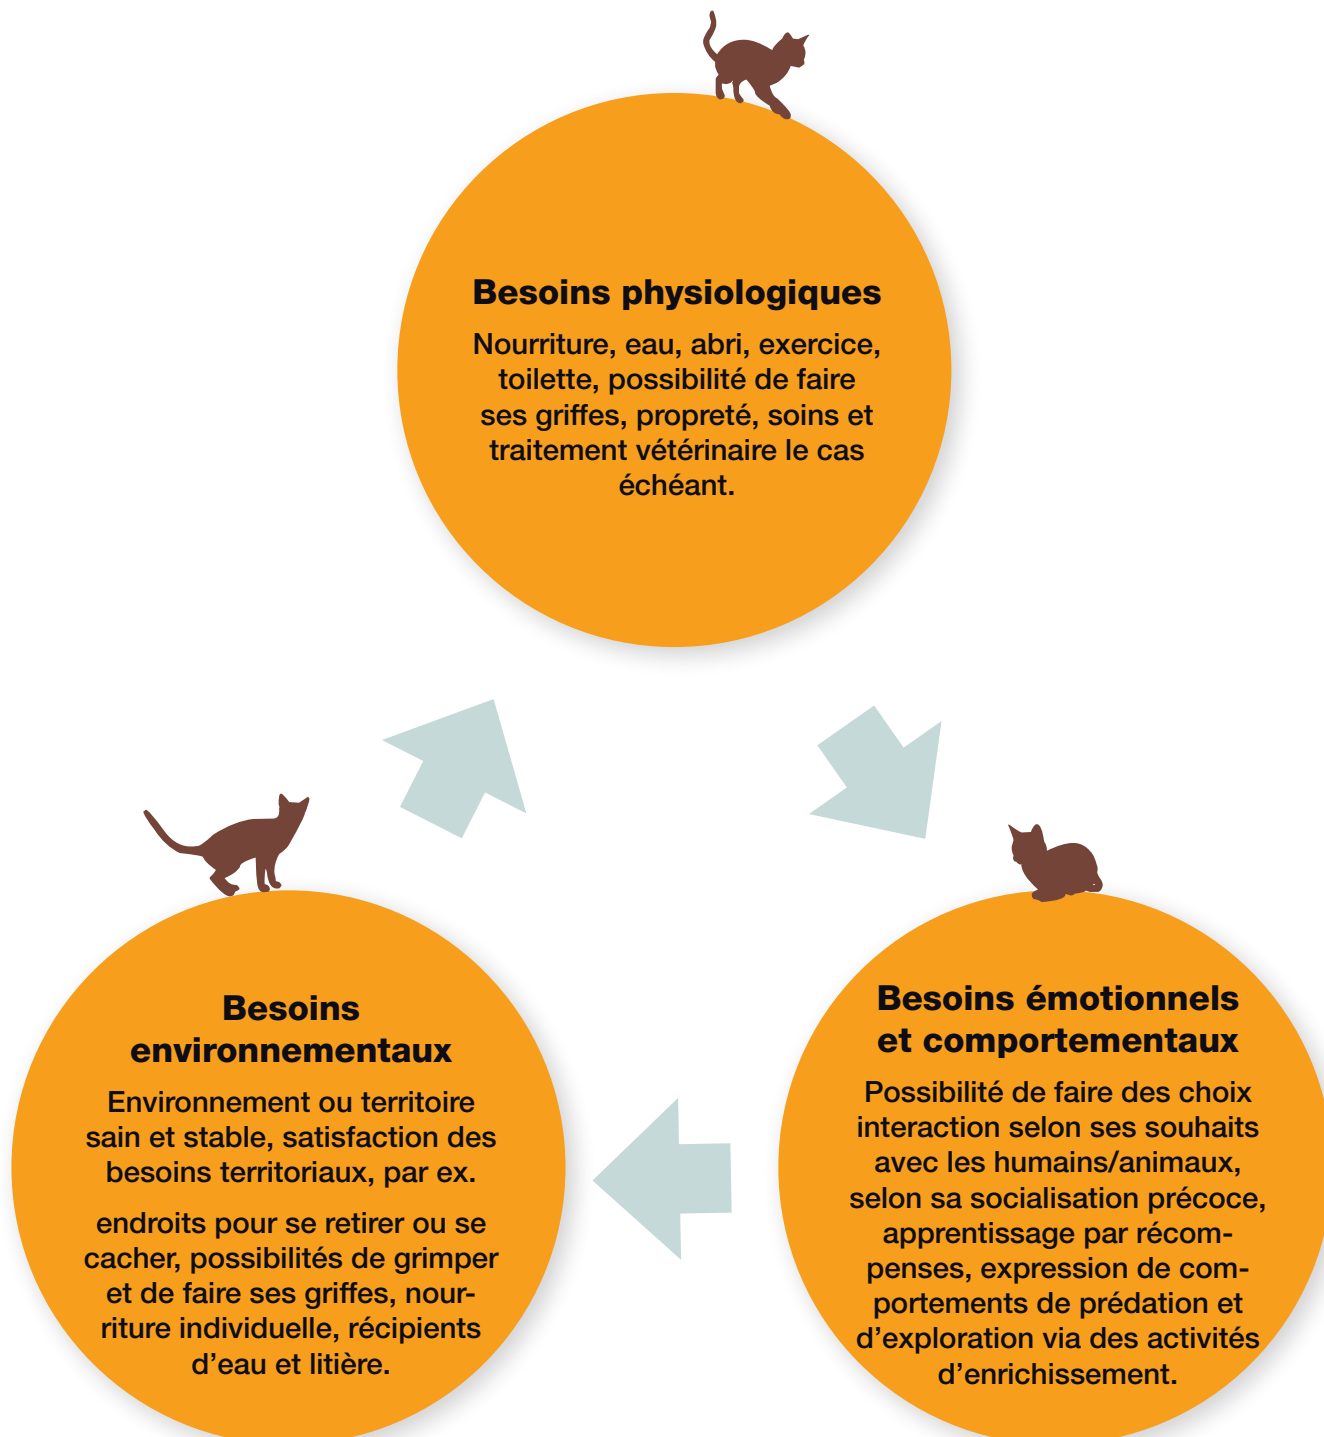 Besoins physiologiques
Nourriture, eau, abri, exercice,
toilette, possibilité de faire
ses griffes, propreté, soins et
traitement vétérinaire le cas
échéant.
Besoins
environnementaux
Environnement ou territoire
sain et stable, satisfaction des
besoins territoriaux, par ex.
endroits pour se retirer ou se
cacher, possibilités de grimper
et de faire ses griffes, nour-
riture individuelle, récipients
d’eau et litière.
Besoins émotionnels
et comportementaux
Possibilité de faire des choix
interaction selon ses souhaits
avec les humains/animaux,
selon sa socialisation précoce,
apprentissage par récom-
penses, expression de com-
portements de prédation et
d’exploration via des activités
d’enrichissement.